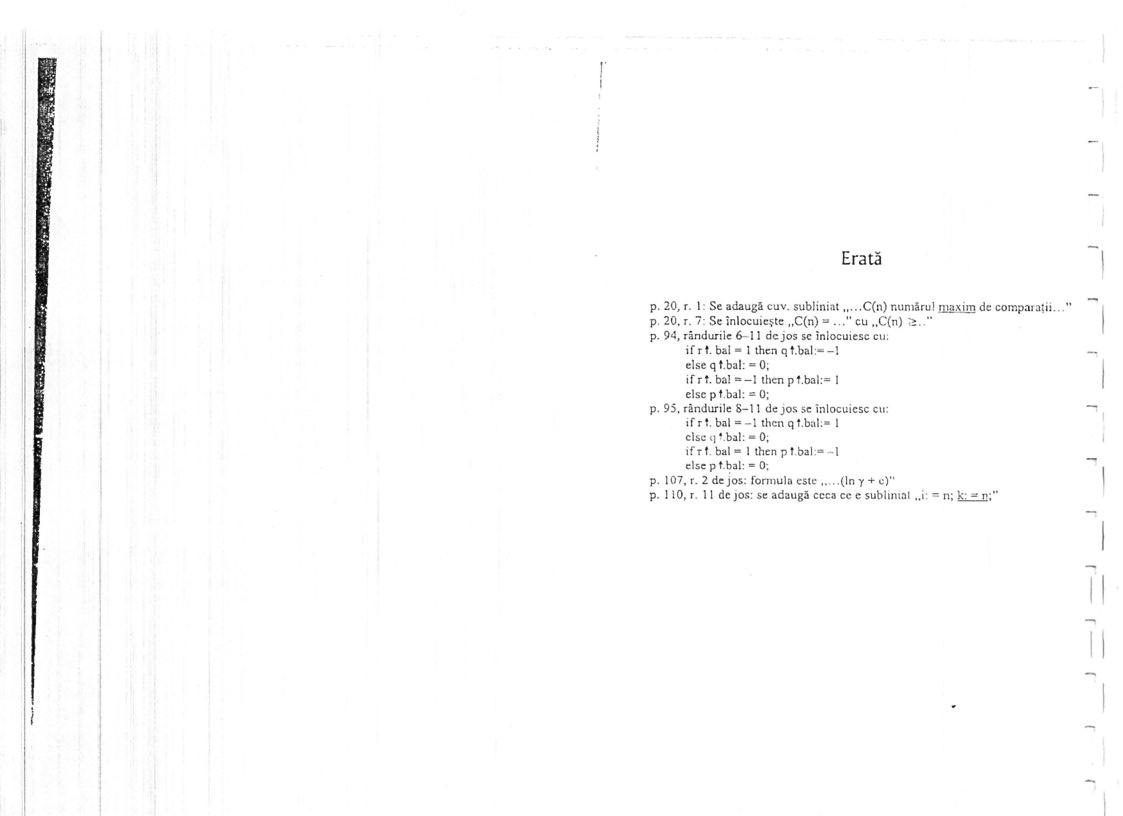 Erată
p. 20, r. 1: Se adaugă cuv. subliniat „...C(n) numărul maxim de comparații...”
p. 20, r. 7: Se înlocuiește „C(n) = ...” cu „C(n) ≥..”
p. 94, rândurile 6–11 de jos se înlocuiesc cu:
if r↑. bal = 1 then q↑.bal:= –1
else q↑.bal: = 0;
if r↑. bal = –1 then p↑.bal:= 1
else p↑.bal: = 0;
p. 95, rândurile 8–11 de jos se înlocuiesc cu:
if r↑. bal = –1 then q↑.bal:= 1
else q↑.bal: = 0;
if r↑. bal = 1 then p↑.bal:= –1
else p↑.bal: = 0;
p. 107, r. 2 de jos: formula este „...(ln γ + c)”
p. 110, r. 11 de jos: se adaugă ceea ce e subliniat „i: = n; k: = n;”